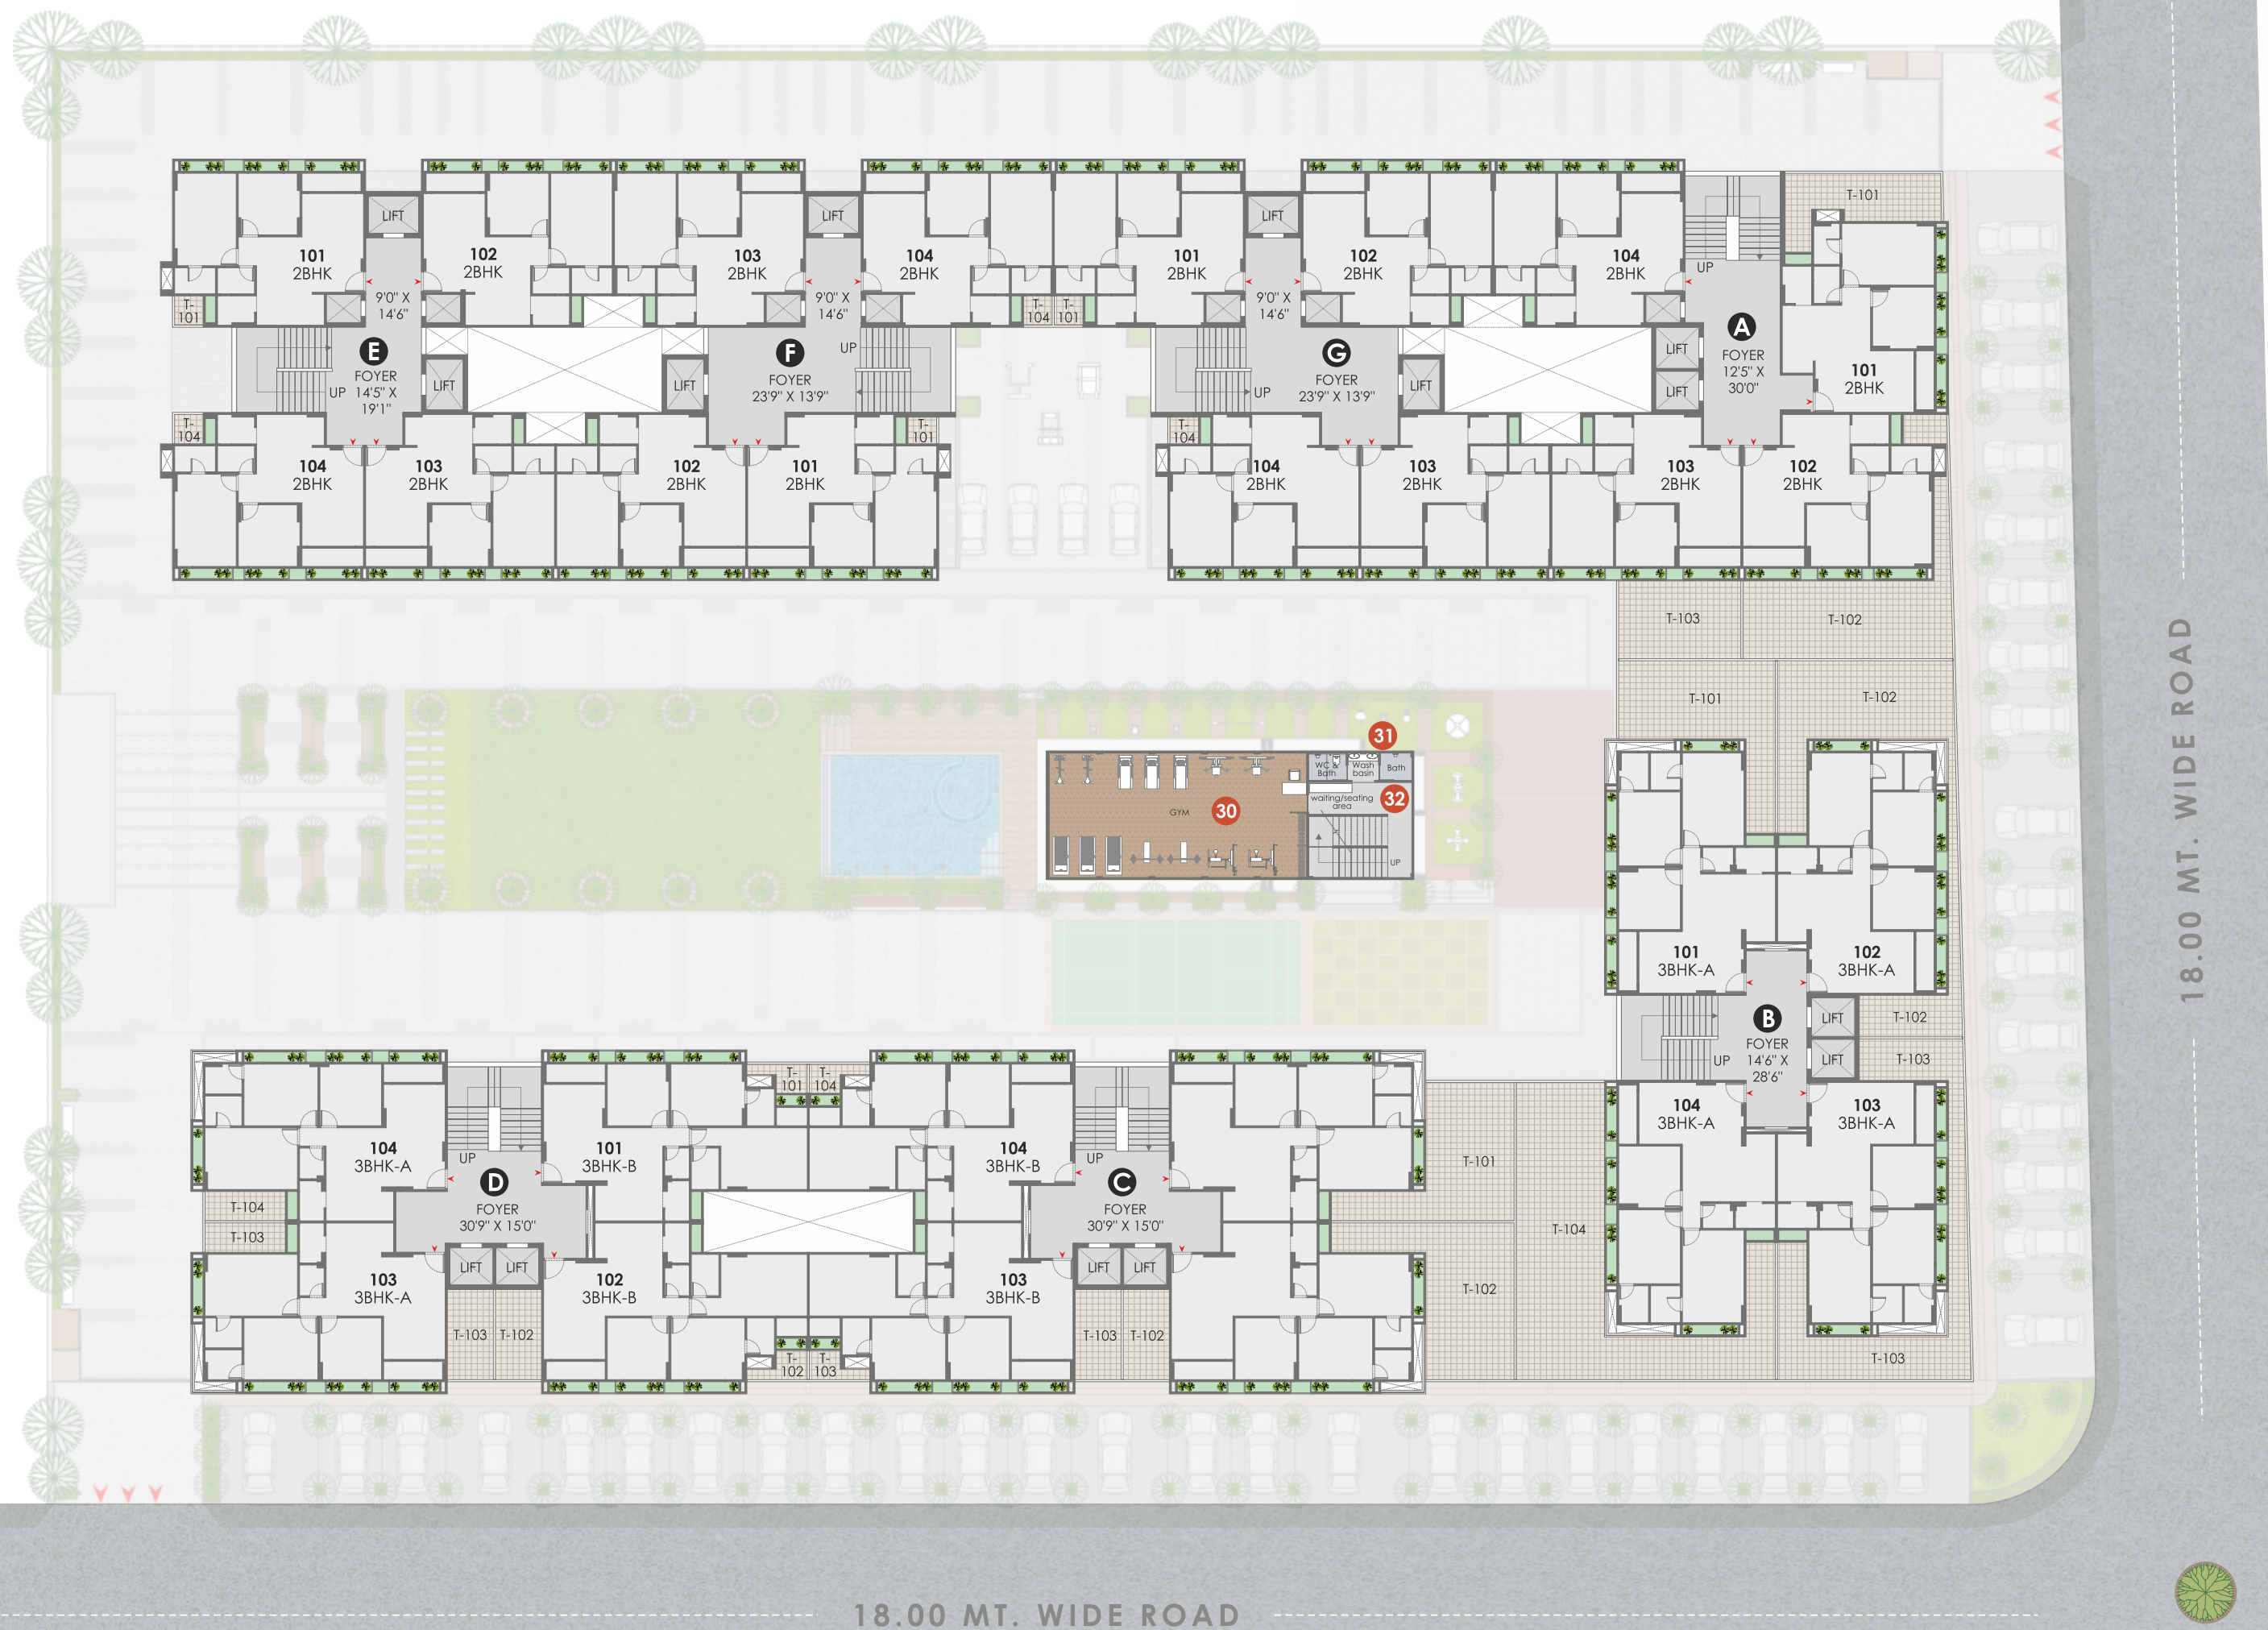 T-101
LIFT
LIFT
LIFT
101
2BHK
102
2BHK
103
2BHK
104
2BHK
101
2BHK
102
2BHK
104
2BHK
UP
T-
101
9'0" X
14'6"
9'0" X
14'6"
T-
104
T-
101
9'0" X
14'6"
A
FOYER
12'5" X
30'0"
LIFT
LIFT
101
2BHK
E
FOYER
14'5" X
19'1"
UP
LIFT
LIFT
F
FOYER
23'9" X 13'9"
UP
G
FOYER
23'9" X 13'9"
UP
LIFT
T-
104
T-
101
T-
104
104
2BHK
103
2BHK
102
2BHK
101
2BHK
104
2BHK
103
2BHK
103
2BHK
102
2BHK
T-103
T-102
T-101
T-102
31
WC &
Bath
Wash
basin
Bath
waiting/seating
area
32
GYM
30
UP
18.00 MT. WIDE ROAD
101
3BHK-A
102
3BHK-A
B
FOYER
14'6" X
28'6"
UP
LIFT
LIFT
T-102
T-103
104
3BHK-A
103
3BHK-A
T-
101
T-
104
104
3BHK-A
UP
101
3BHK-B
104
3BHK-B
UP
T-101
D
FOYER
30'9" X 15'0"
C
FOYER
30'9" X 15'0"
T-104
T-103
T-104
LIFT
LIFT
LIFT
LIFT
103
3BHK-A
102
3BHK-B
103
3BHK-B
T-102
T-103
T-102
T-103
T-102
T-
102
T-
103
T-103
18.00 MT. WIDE ROAD